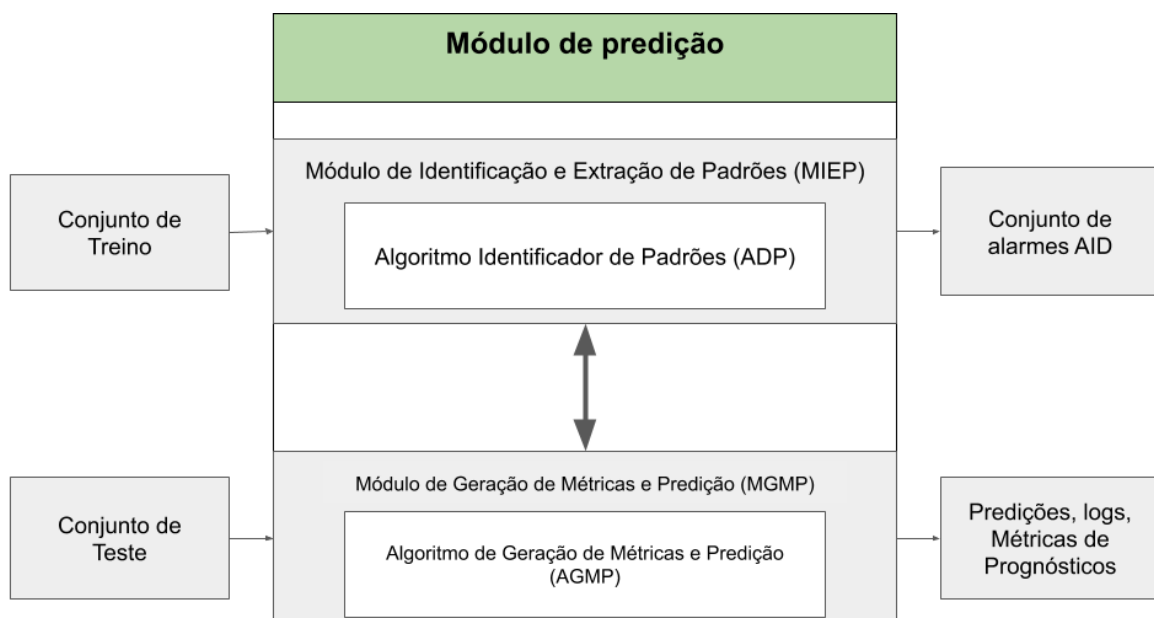 Módulo de predição
Módulo de Identificação e Extração de Padrões (MIEP)
Conjunto de
Treino
Algoritmo Identificador de Padrões (ADP)
Conjunto de
alarmes AID
Módulo de Geração de Métricas e Predição (MGMP)
Conjunto de
Teste
Algoritmo de Geração de Métricas e Predição
(AGMP)
Predições, logs,
Métricas de
Prognósticos